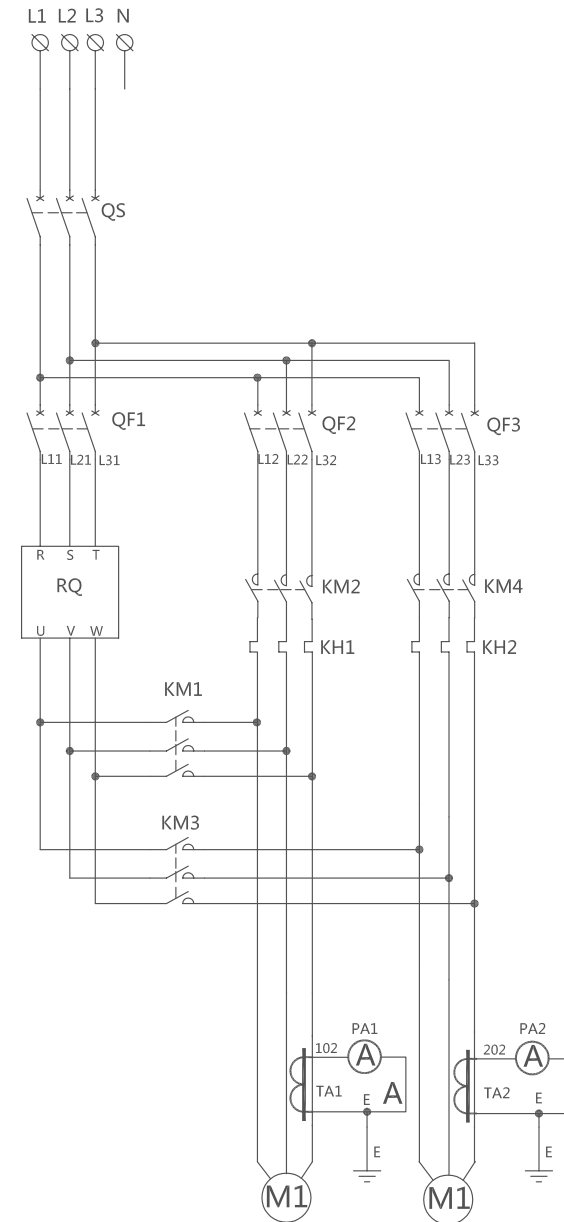 L1 L2 L3 N
QS
QF1 QF2 QF3
L11 L21 L31 L12 L22 L32 L13 L23 L33
R S T
RQ KM2 KM4
U V W
KH1 KH2
KM1
KM3
PA1 PA2
102 A 202 A
TA1 E A TA2 E
E E
M1 M1